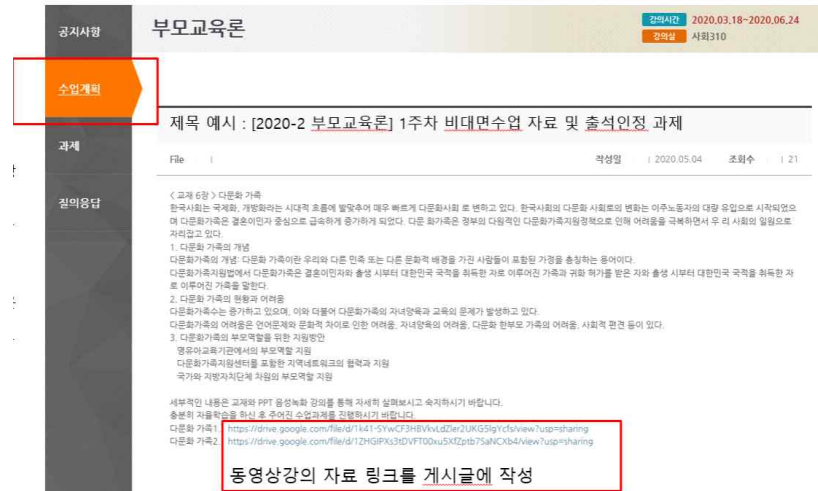 공지사항
부모교육론
강의시간 2020.03.18~2020.06.24
강의실 사회310
수업계획
제목 예시 : [2020-2 부모교육론] 1주차 비대면수업 자료 및 출석인정 과제
과제
File
작성일 2020.05.04 조회수 21
질의응답
< 교재 6장 > 다문화 가족
한국사회는 국제화, 개방화라는 시대적 흐름에 발맞추어 매우 빠르게 다문화사회 로 변하고 있다. 한국사회의 다문화 사회로의 변화는 이주노동자의 대량 유입으로 시작되었으
며 다문화가족은 결혼이민자 중심으로 급속하게 증가하게 되었다. 다문 화가족은 정부의 다원적인 다문화가족지원정책으로 인해 어려움을 극복하면서 우 리 사회의 일원으로
자리잡고 있다.
1. 다문화 가족의 개념
다문화가족의 개념: 다문화 가족이란 우리와 다른 민족 또는 다른 문화적 배경을 가진 사람들이 포함된 가정을 총칭하는 용어이다.
다문화가족지원법에서 다문화가족은 결혼이민자와 출생 시부터 대한민국 국적을 취득한 자로 이루어진 가족과 귀화 허가를 받은 자와 출생 시부터 대한민국 국적을 취득한 자
로 이루어진 가족을 말한다.
2. 다문화 가족의 현황과 어려움
다문화가족수는 증가하고 있으며, 이와 더불어 다문화가족의 자녀양육과 교육의 문제가 발생하고 있다.
다문화가족의 어려움은 언어문제와 문화적 차이로 인한 어려움, 자녀양육의 어려움, 다문화 한부모 가족의 어려움, 사회적 편견 등이 있다.
3. 다문화가족의 부모역할을 위한 지원방안
영유아교육기관에서의 부모역할 지원
다문화가족지원센터를 포함한 지역네트워크의 협력과 지원
국가와 지방자치단체 차원의 부모역할 지원
세부적인 내용은 교재와 PPT 음성녹화 강의를 통해 자세히 살펴보시고 숙지하시기 바랍니다.
충분히 자율학습을 하신 후 주어진 수업과제를 진행하시기 바랍니다.
다문화 가족1. https://drive.google.com/file/d/1k41-SYwCF3H8VkvLdZler2UKG5lgYcfs/view?usp=sharing
다문화 가족2. https://drive.google.com/file/d/1ZHGIPXs3tDVFT00xu5XfZptb7SaNCXb4/view?usp=sharing
동영상강의 자료 링크를 게시글에 작성